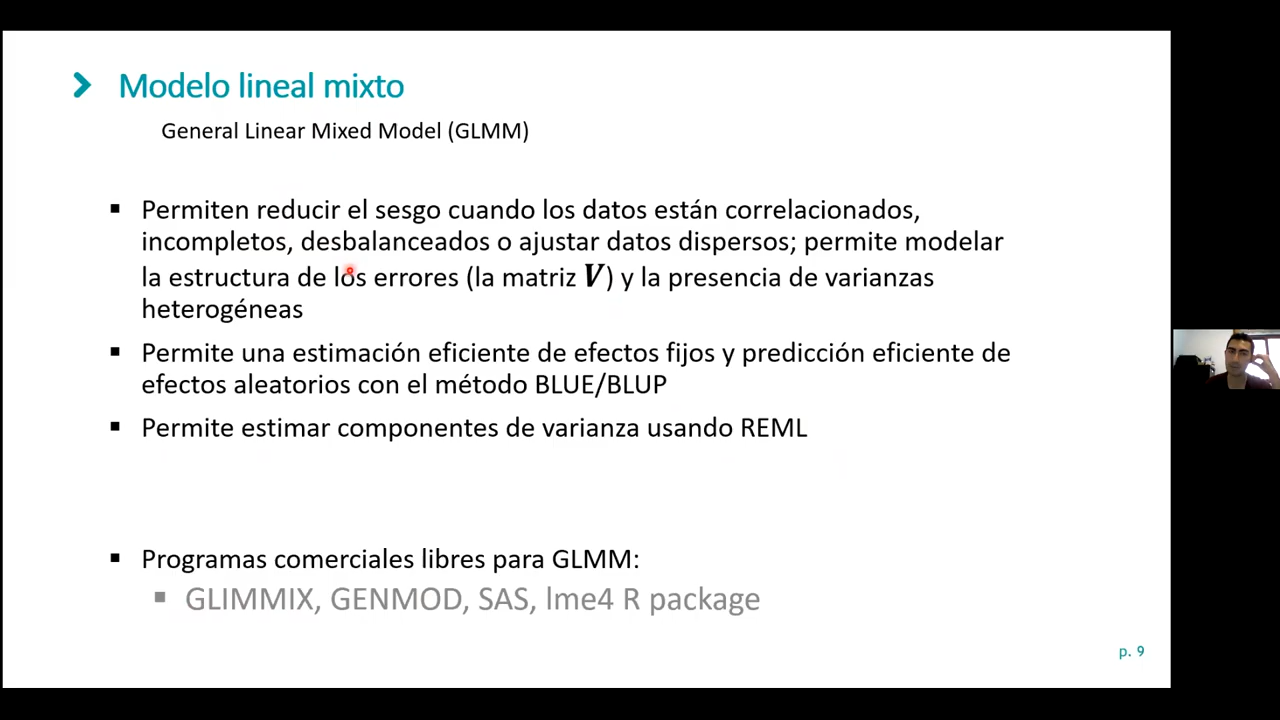 Modelo lineal mixto
General Linear Mixed Model (GLMM)
▪ Permiten reducir el sesgo cuando los datos están correlacionados,
incompletos, desbalanceados o ajustar datos dispersos; permite modelar
la estructura de los errores (la matriz V) y la presencia de varianzas
heterogéneas
▪ Permite una estimación eficiente de efectos fijos y predicción eficiente de
efectos aleatorios con el método BLUE/BLUP
▪ Permite estimar componentes de varianza usando REML
▪ Programas comerciales libres para GLMM:
▪ GLIMMIX, GENMOD, SAS, lme4 R package
p. 9